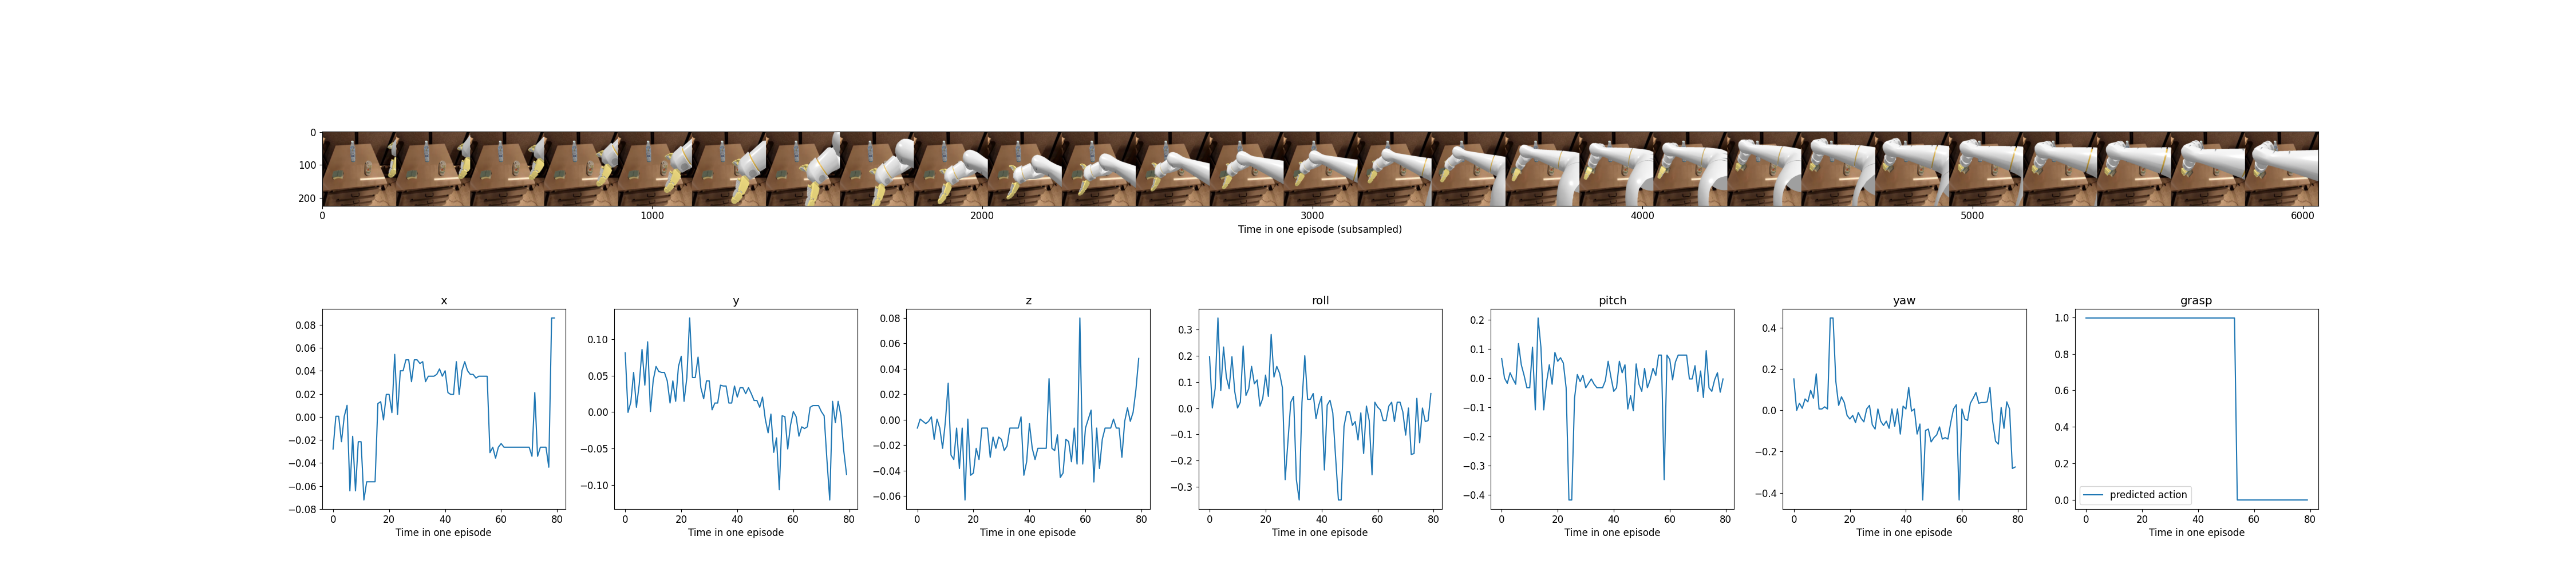 0
100
200
0 1000 2000 3000 4000 5000 6000
Time in one episode (subsampled)
x
0.08
0.06
0.04
0.02
0.00
−0.02
−0.04
−0.06
−0.08
0 20 40 60 80
Time in one episode
y
0.10
0.05
0.00
−0.05
−0.10
0 20 40 60 80
Time in one episode
z
0.08
0.06
0.04
0.02
0.00
−0.02
−0.04
−0.06
0 20 40 60 80
Time in one episode
roll
0.3
0.2
0.1
0.0
−0.1
−0.2
−0.3
0 20 40 60 80
Time in one episode
pitch
0.2
0.1
0.0
−0.1
−0.2
−0.3
−0.4
0 20 40 60 80
Time in one episode
yaw
0.4
0.2
0.0
−0.2
−0.4
0 20 40 60 80
Time in one episode
grasp
1.0
0.8
0.6
0.4
0.2
0.0
predicted action
0 20 40 60 80
Time in one episode